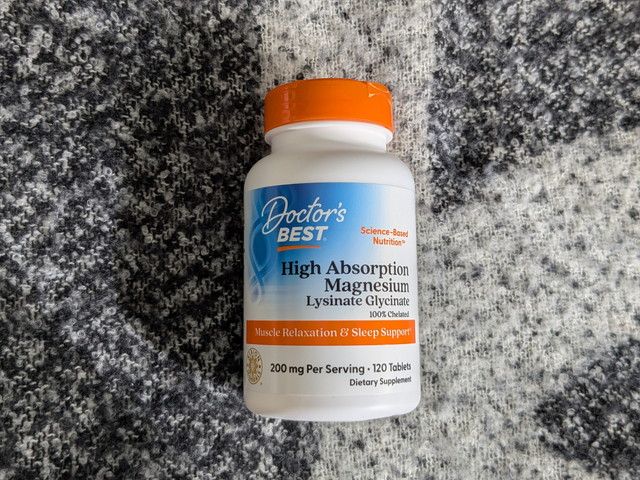 Doctor's
BEST®
Science-Based
Nutrition™
High Absorption
Magnesium
Lysinate Glycinate
100% Chelated
Muscle Relaxation & Sleep Support*
200 mg Per Serving • 120 Tablets
Dietary Supplement